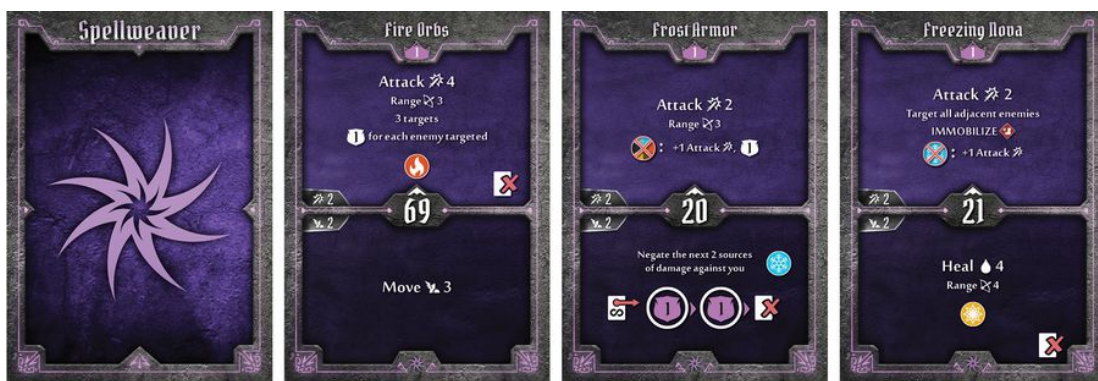 Spellweaver
Fire Orbs
1
Attack 4
Range 3
3 targets
1 for each enemy targeted
2
69
2
Move 3
Frost Armor
1
Attack 2
Range 3
: +1 Attack , 1
2
20
2
Negate the next 2 sources
of damage against you
1 1
Freezing Nova
1
Attack 2
Target all adjacent enemies
IMMOBILIZE
: +1 Attack
2
21
2
Heal 4
Range 4